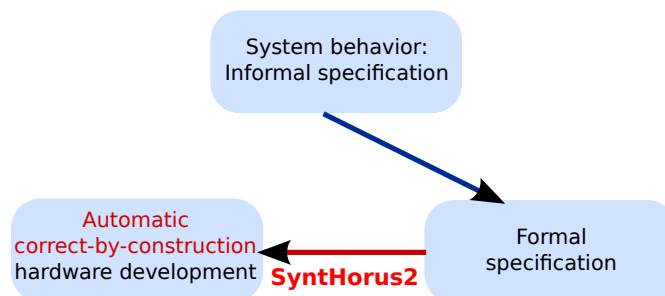 System behavior:
Informal specification
Automatic
correct-by-construction
hardware development
SyntHorus2
Formal
specification